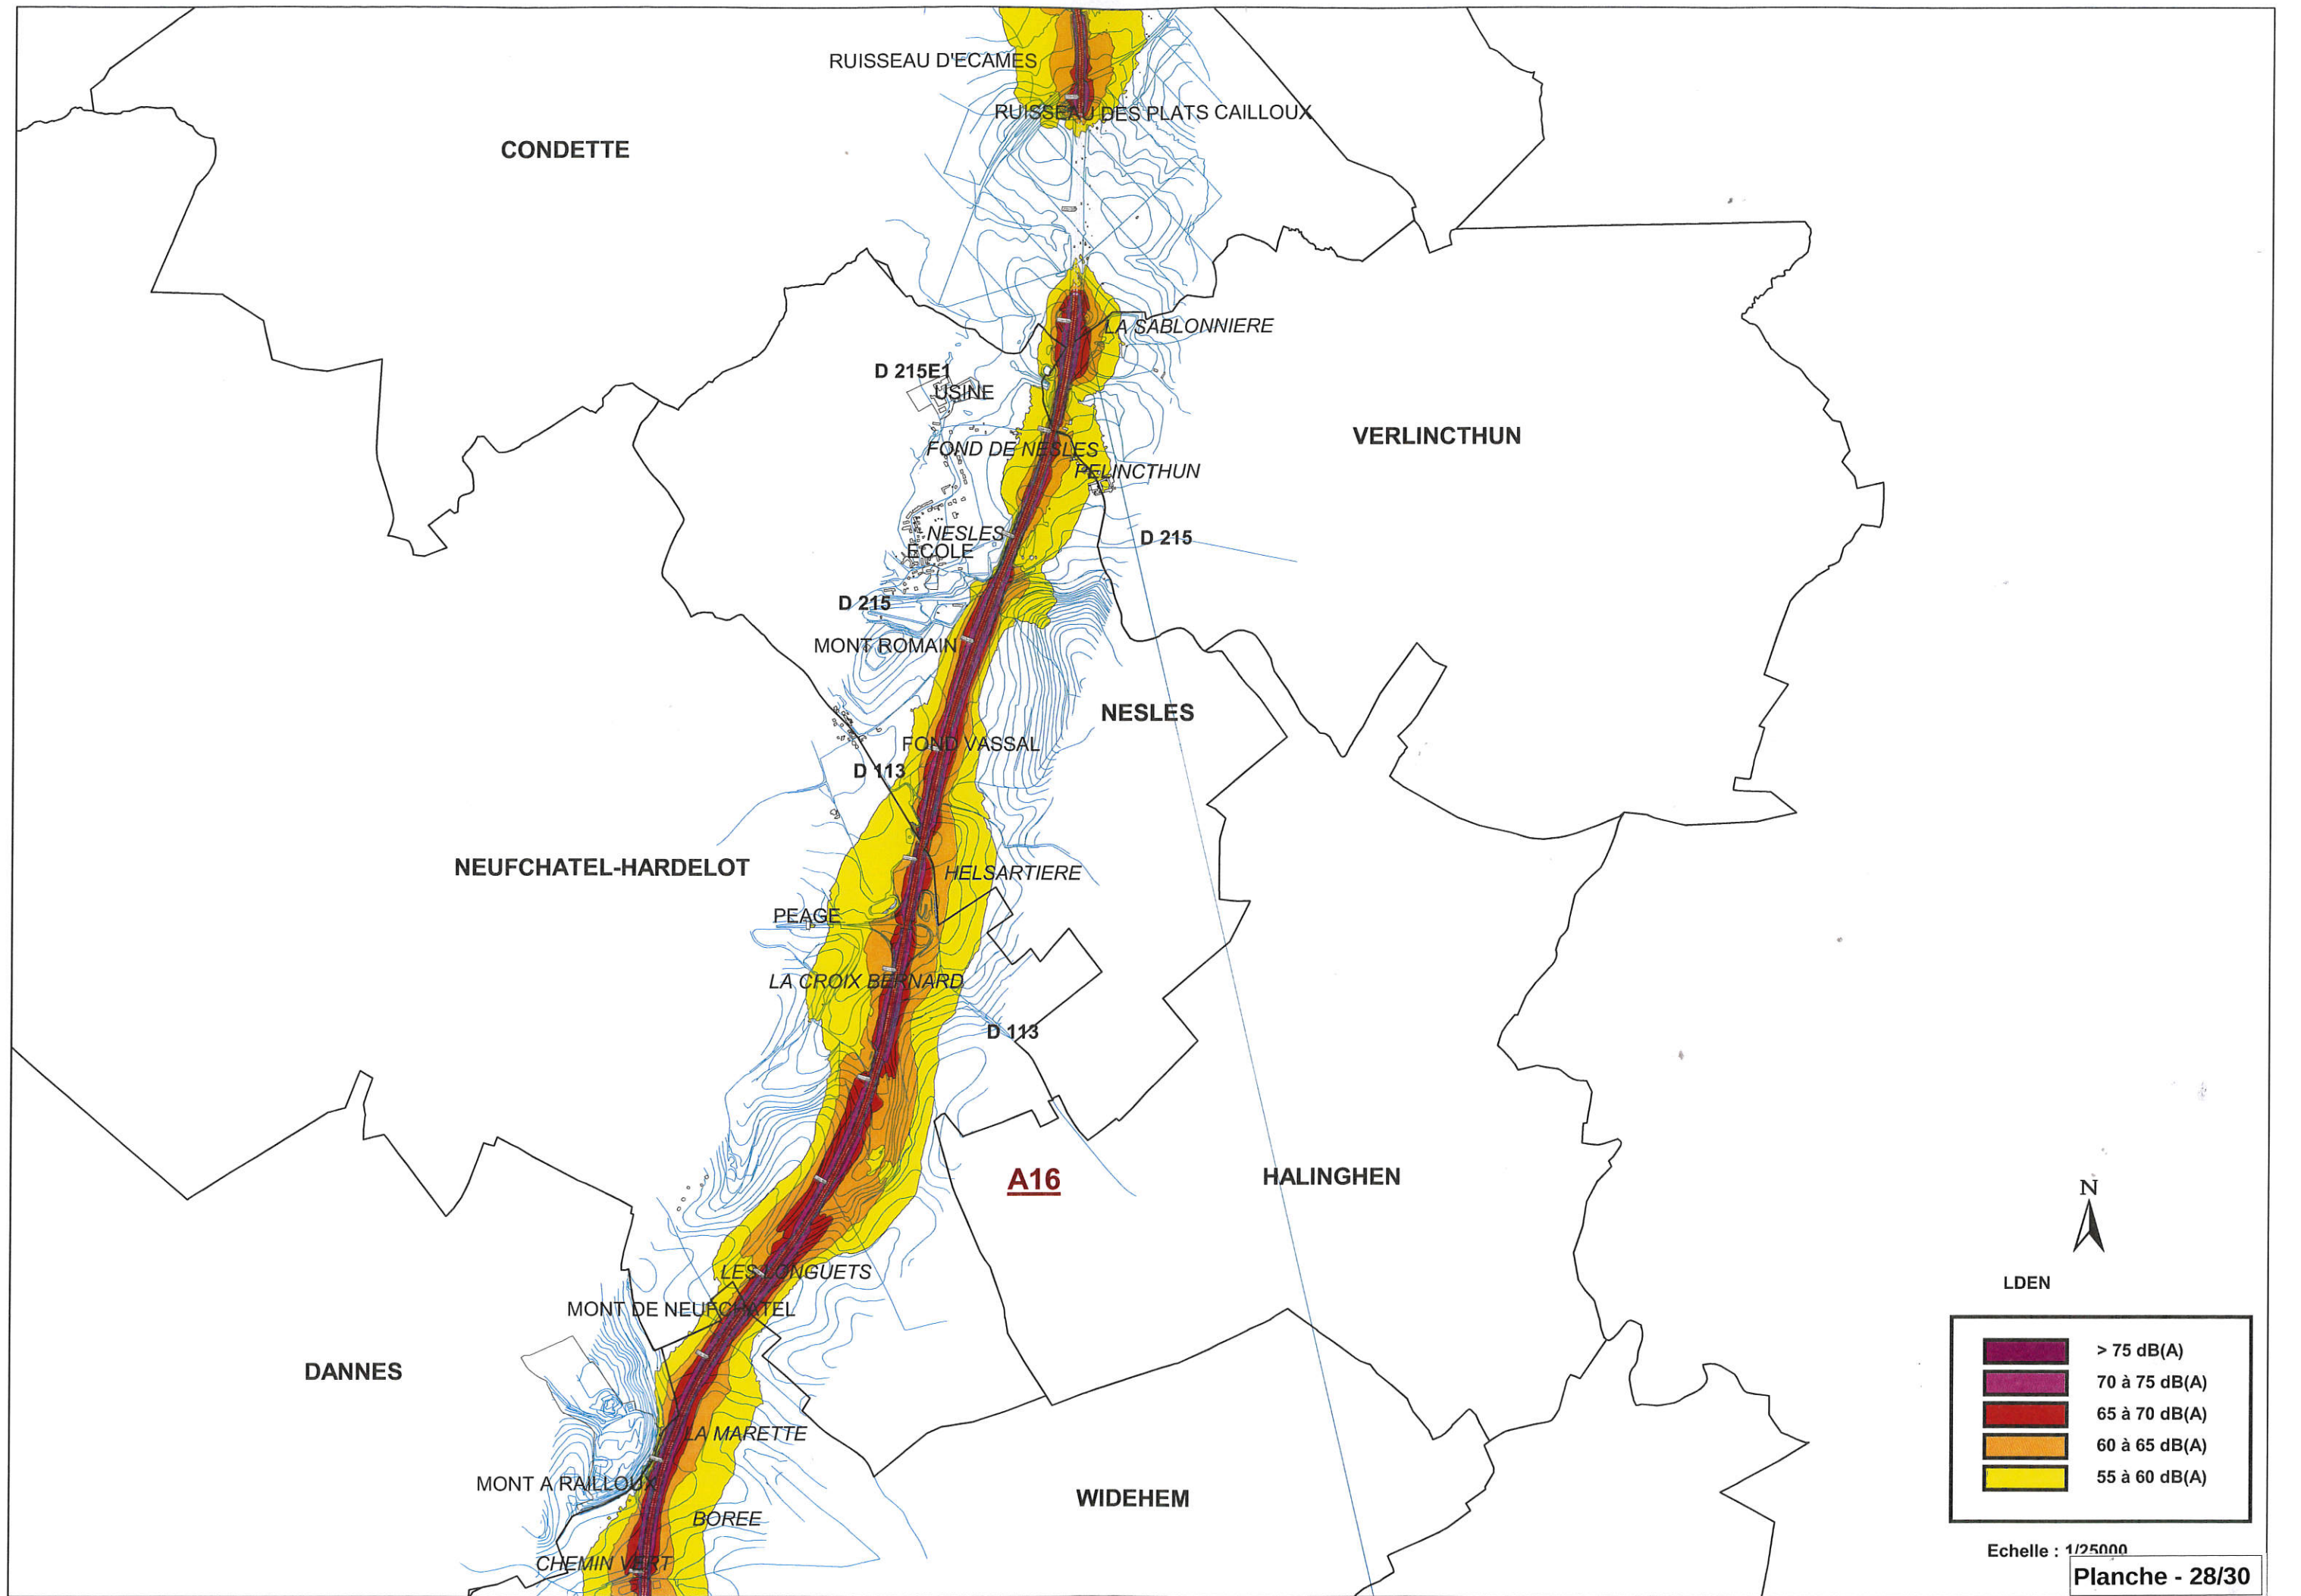 RUISSEAU D'ECAMES
RUISSEAU DES PLATS CAILLOUX
CONDETTE
LA SABLONNIERE
D 215E1
USINE
VERLINCTHUN
FOND DE NESLES
PELINCTHUN
NESLES
D 215
ECOLE
D 215
MONT ROMAIN
NESLES
FOND VASSAL
D 113
NEUFCHATEL-HARDELOT
HELSARTIERE
PEAGE
LA CROIX BERNARD
D 113
A16
HALINGHEN
N
LES LONGUETS
LDEN
MONT DE NEUFCHATEL
> 75 dB(A)
DANNES
70 à 75 dB(A)
65 à 70 dB(A)
LA MARETTE
60 à 65 dB(A)
55 à 60 dB(A)
MONT A RAILLOUX
WIDEHEM
BOREE
Echelle : 1/25000
CHEMIN VERT
Planche - 28/30